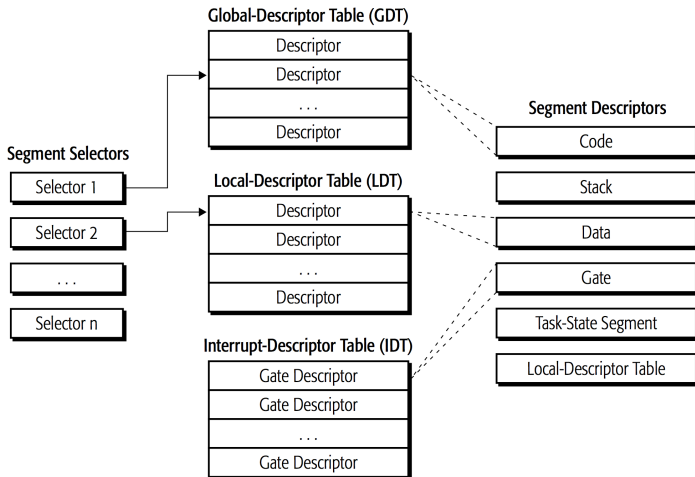 Segment Selectors
Selector 1
Selector 2
. . .
Selector n
Global-Descriptor Table (GDT)
Descriptor
Descriptor
. . .
Descriptor
Local-Descriptor Table (LDT)
Descriptor
Descriptor
. . .
Descriptor
Interrupt-Descriptor Table (IDT)
Gate Descriptor
Gate Descriptor
. . .
Gate Descriptor
Segment Descriptors
Code
Stack
Data
Gate
Task-State Segment
Local-Descriptor Table